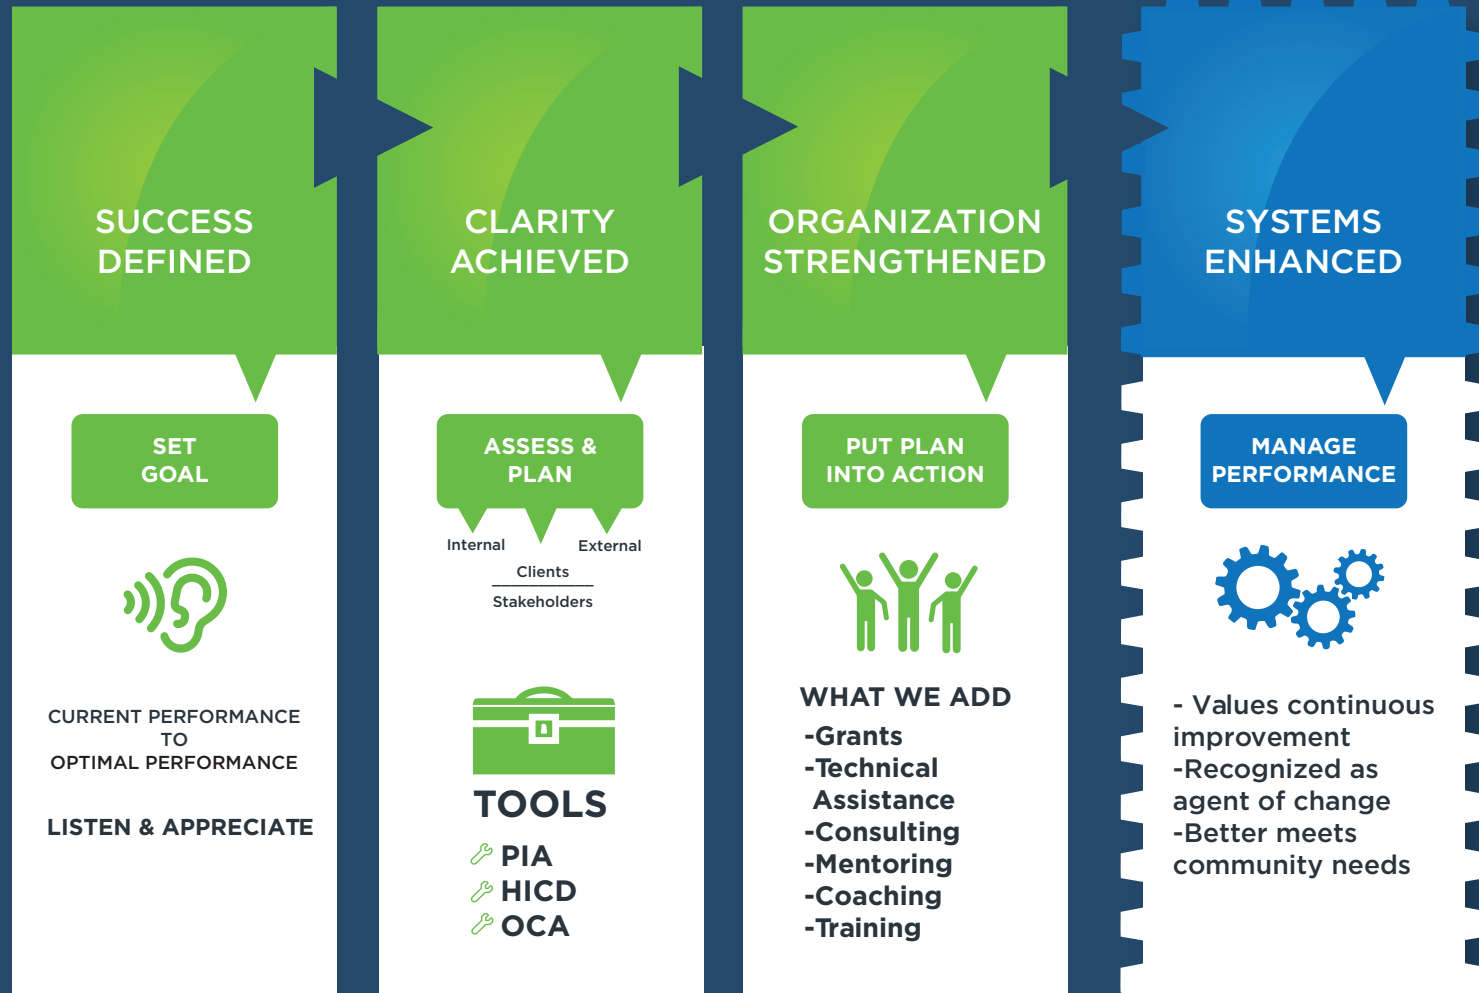 SUCCESS
DEFINED
SET
GOAL
CURRENT PERFORMANCE
TO
OPTIMAL PERFORMANCE
LISTEN & APPRECIATE
CLARITY
ACHIEVED
ASSESS &
PLAN
Internal
External
Clients
Stakeholders
TOOLS
PIA
HICD
OCA
ORGANIZATION
STRENGTHENED
PUT PLAN
INTO ACTION
WHAT WE ADD
-Grants
-Technical
Assistance
-Consulting
-Mentoring
-Coaching
-Training
SYSTEMS
ENHANCED
MANAGE
PERFORMANCE
- Values continuous
improvement
-Recognized as
agent of change
-Better meets
community needs